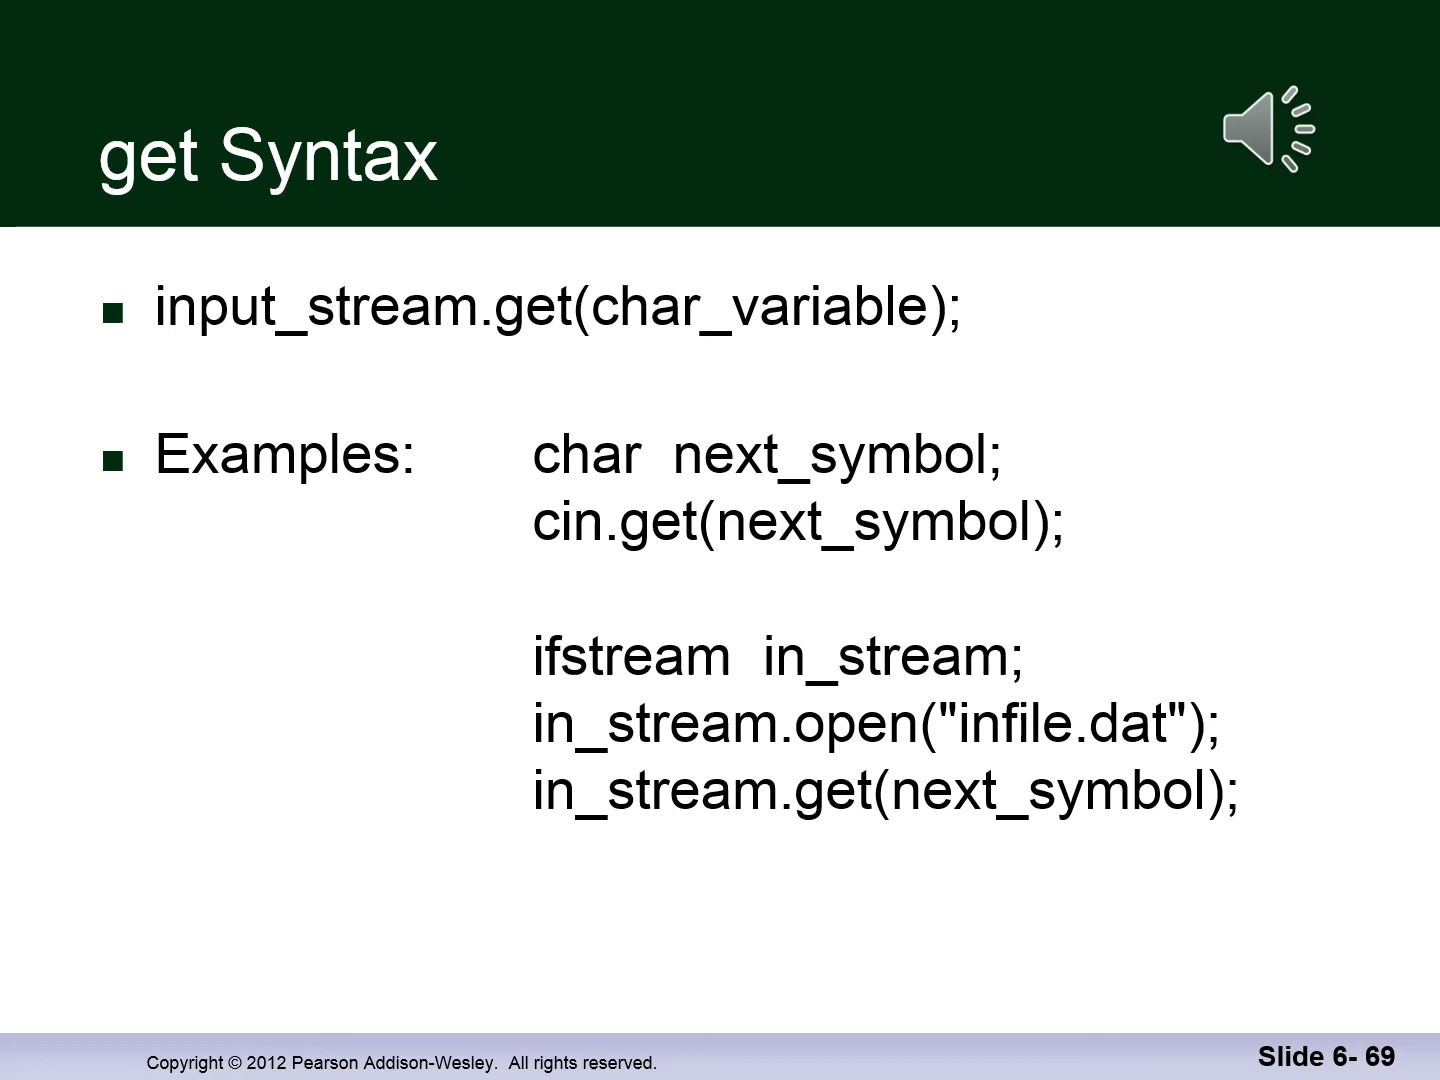 get Syntax
input_stream.get(char_variable);
Examples: char next_symbol;
cin.get(next_symbol);
ifstream in_stream;
in_stream.open("infile.dat");
in_stream.get(next_symbol);
Copyright © 2012 Pearson Addison-Wesley. All rights reserved.
Slide 6- 69